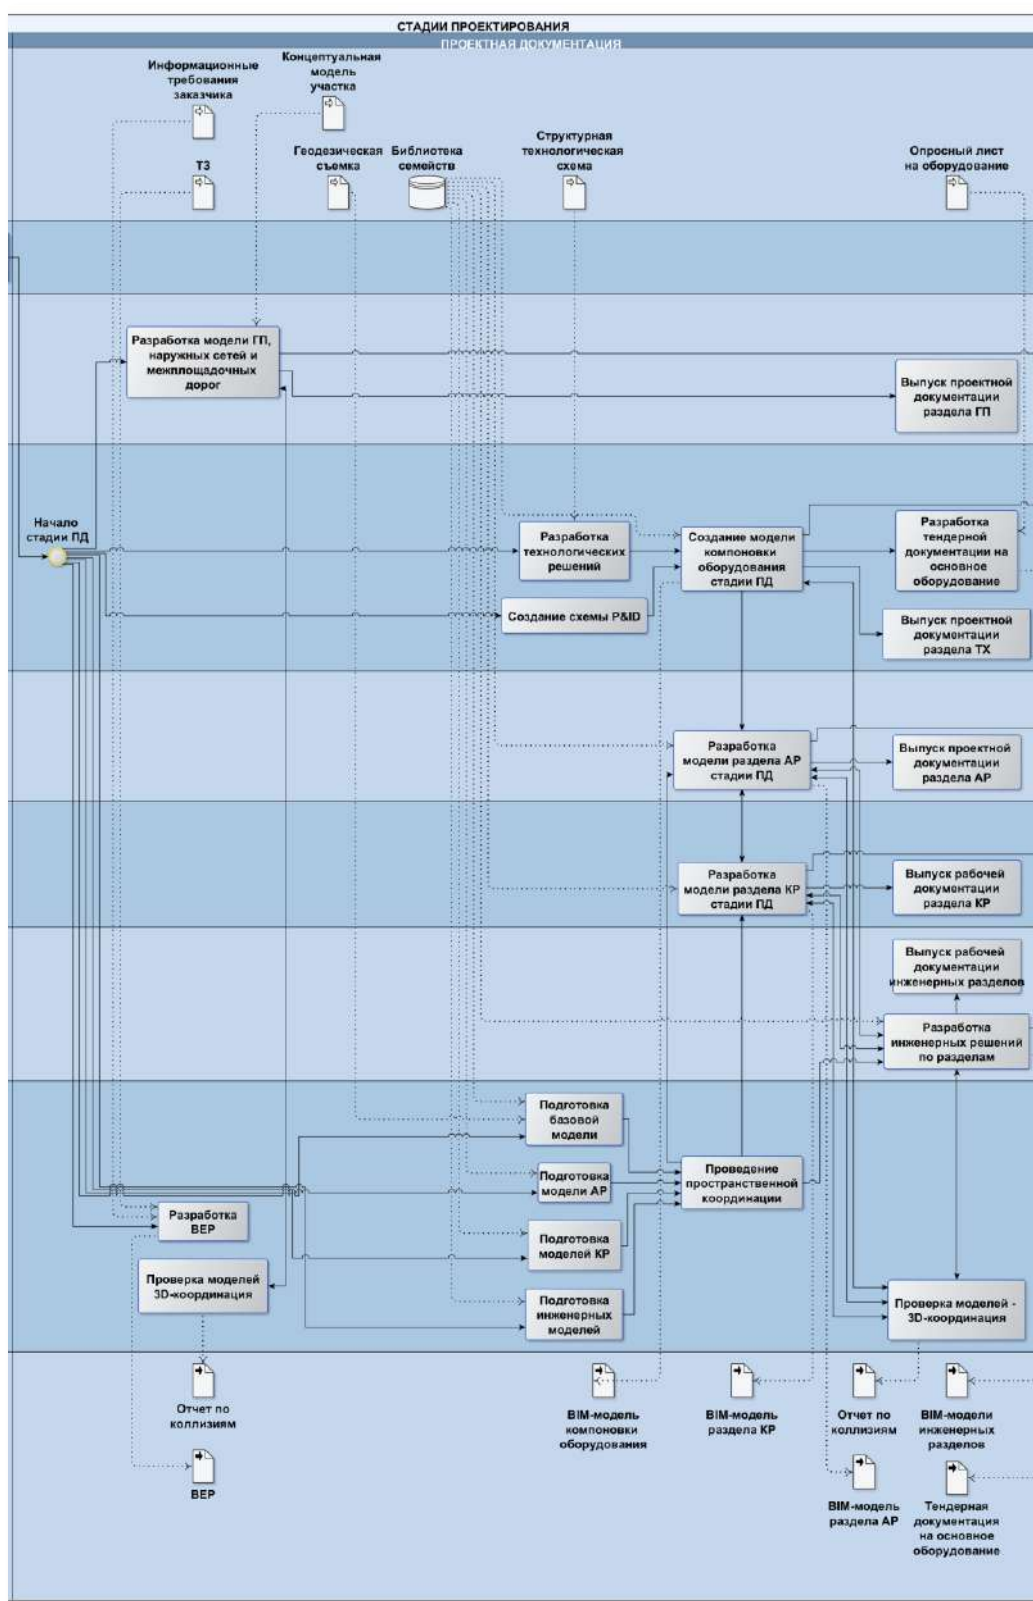 СТАДИИ ПРОЕКТИРОВАНИЯ
ПРОЕКТНАЯ ДОКУМЕНТАЦИЯ
Информационные
требования
заказчика
Концептуальная
модель
участка
ТЗ
Геодезическая
съемка
Библиотека
семейств
Структурная
технологическая
схема
Опросный лист
на оборудование
Разработка модели ГП,
наружных сетей и
межплощадочных
дорог
Выпуск проектной
документации
раздела ГП
Начало
стадии ПД
Разработка
технологических
решений
Создание модели
компоновки
оборудования
стадии ПД
Разработка
тендерной
документации на
основное
оборудование
Создание схемы P&ID
Выпуск проектной
документации
раздела ТХ
Разработка
модели раздела АР
стадии ПД
Выпуск проектной
документации
раздела АР
Разработка
модели раздела КР
стадии ПД
Выпуск рабочей
документации
раздела КР
Выпуск рабочей
документации
инженерных разделов
Разработка
инженерных решений
по разделам
Подготовка
базовой
модели
Подготовка
модели АР
Проведение
пространственной
координации
Разработка
BEP
Подготовка
моделей КР
Проверка моделей
3D-координация
Подготовка
инженерных
моделей
Проверка моделей -
3D-координация
Отчет по
коллизиям
BIM-модель
компоновки
оборудования
BIM-модель
раздела КР
Отчет по
коллизиям
BIM-модели
инженерных
разделов
BEP
BIM-модель
раздела АР
Тендерная
документация
на основное
оборудование